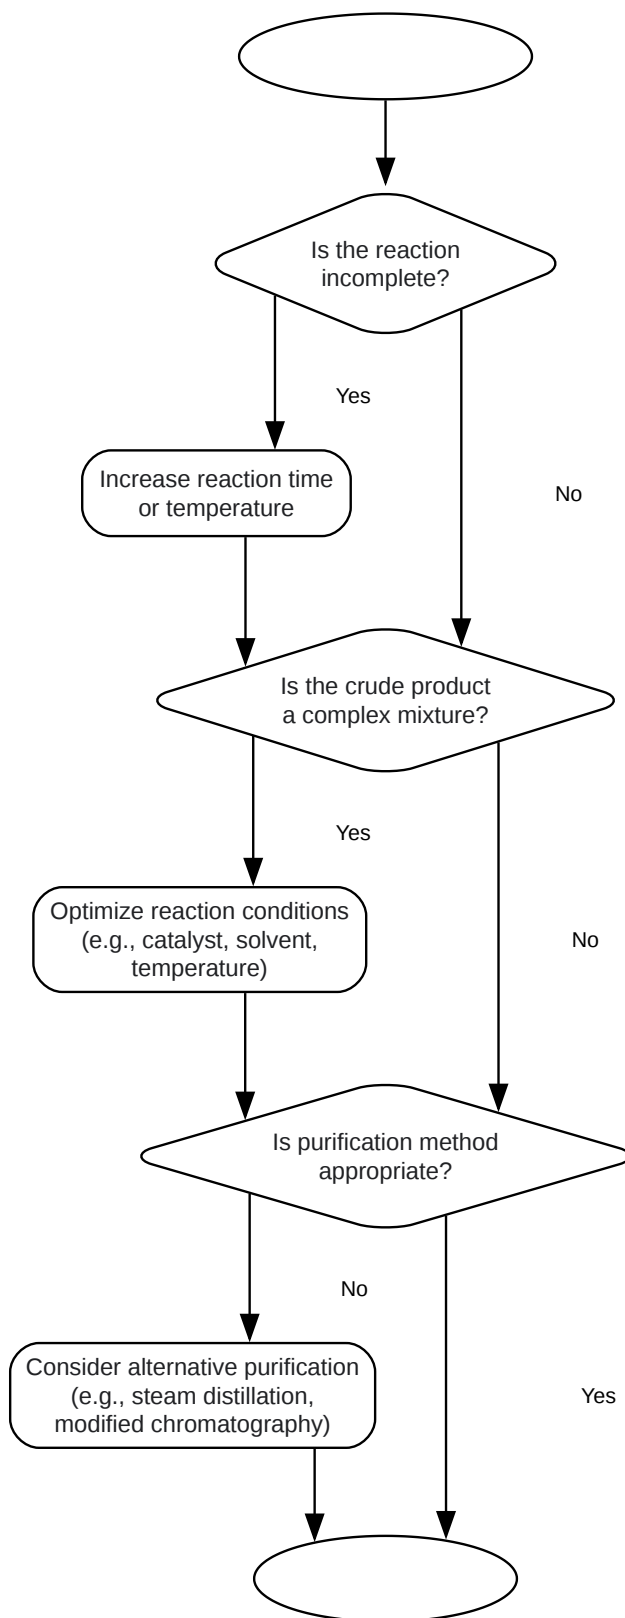 Is the reaction
incomplete?
Yes
Increase reaction time
or temperature
No
Is the crude product
a complex mixture?
Yes
Optimize reaction conditions
(e.g., catalyst, solvent,
temperature)
No
Is purification method
appropriate?
No
Consider alternative purification
(e.g., steam distillation,
modified chromatography)
Yes